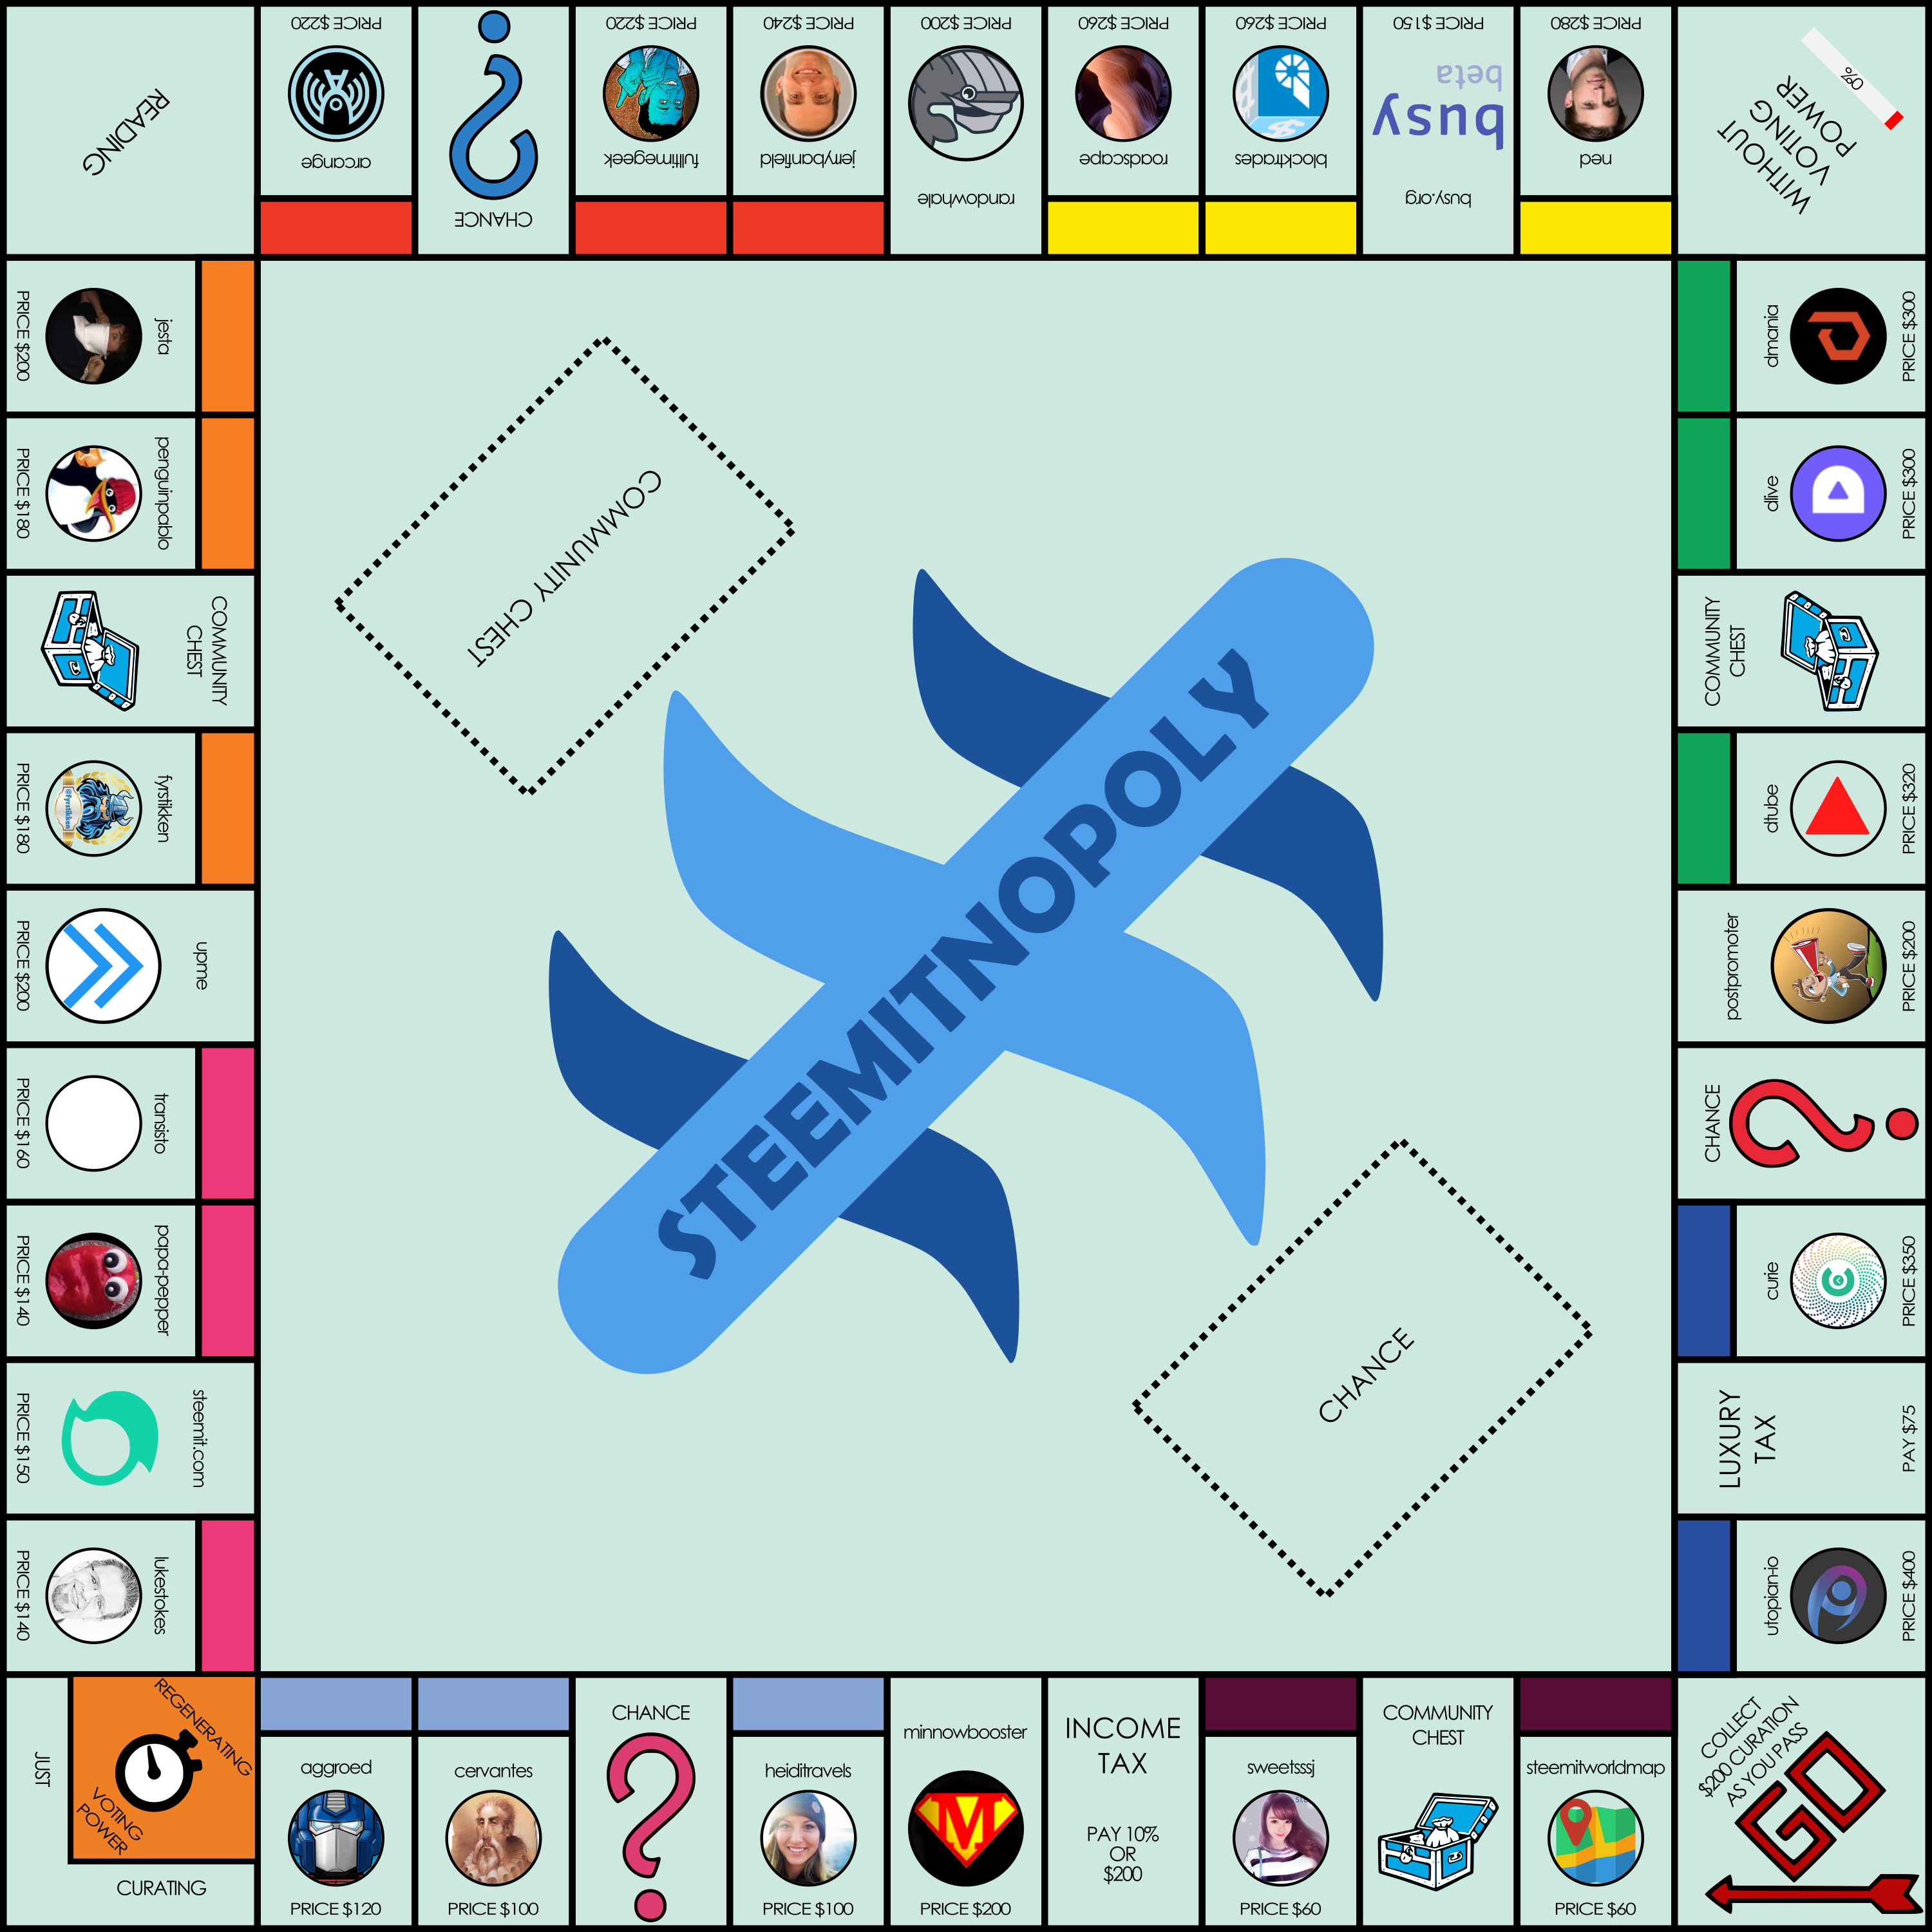 READING
PRICE $220
arcange
CHANCE
PRICE $220
fulltimegeek
PRICE $240
jerrybanfield
PRICE $200
randowhale
PRICE $260
roadscape
PRICE $260
blocktrades
PRICE $150
busy
beta
busy.org
PRICE $280
ned
WITHOUT
VOTING
POWER
0%
dmania
PRICE $300
dlive
PRICE $300
COMMUNITY
CHEST
dtube
PRICE $320
postpromoter
PRICE $200
CHANCE
curie
PRICE $350
LUXURY
TAX
PAY $75
utopian-io
PRICE $400
COLLECT
$200 CURATION
AS YOU PASS
GO
steemitworldmap
PRICE $60
COMMUNITY
CHEST
sweetsssj
PRICE $60
INCOME
TAX
PAY 10%
OR
$200
minnowbooster
M
PRICE $200
heiditravels
PRICE $100
CHANCE
cervantes
PRICE $100
aggroed
PRICE $120
JUST
REGENERATING
VOTING
POWER
CURATING
lukestokes
PRICE $140
steemit.com
PRICE $150
papa-pepper
PRICE $140
transisto
PRICE $160
upme
PRICE $200
fyrstikken
@fyrstikken
PRICE $180
COMMUNITY
CHEST
penguinpablo
PRICE $180
jesta
PRICE $200
COMMUNITY CHEST
STEEMITNOPOLY
CHANCE